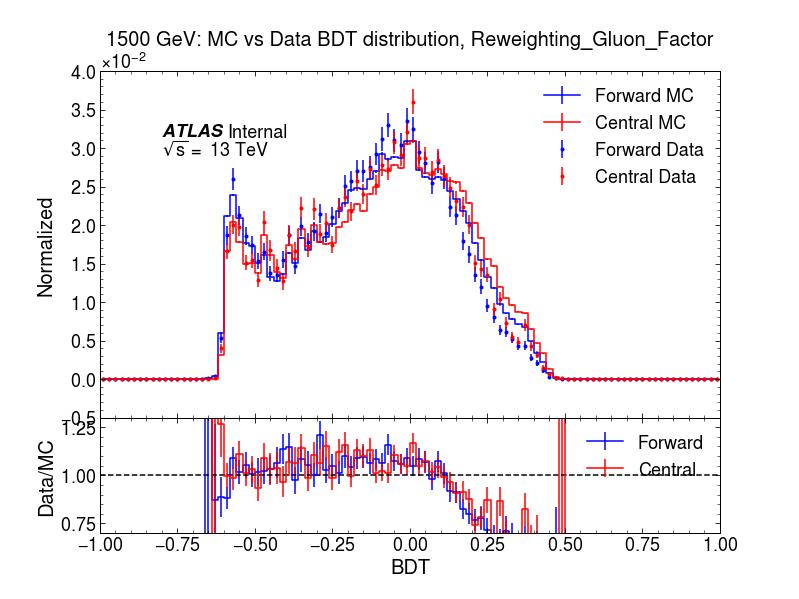 1500 GeV: MC vs Data BDT distribution, Reweighting_Gluon_Factor
×10⁻²
4.0
3.5
3.0
2.5
2.0
1.5
1.0
0.5
0.0
0.5
Normalized
ATLAS Internal
√s = 13 TeV
Forward MC
Central MC
Forward Data
Central Data
1.25
1.00
0.75
Data/MC
Forward
Central
−1.00 −0.75 −0.50 −0.25 0.00 0.25 0.50 0.75 1.00
BDT